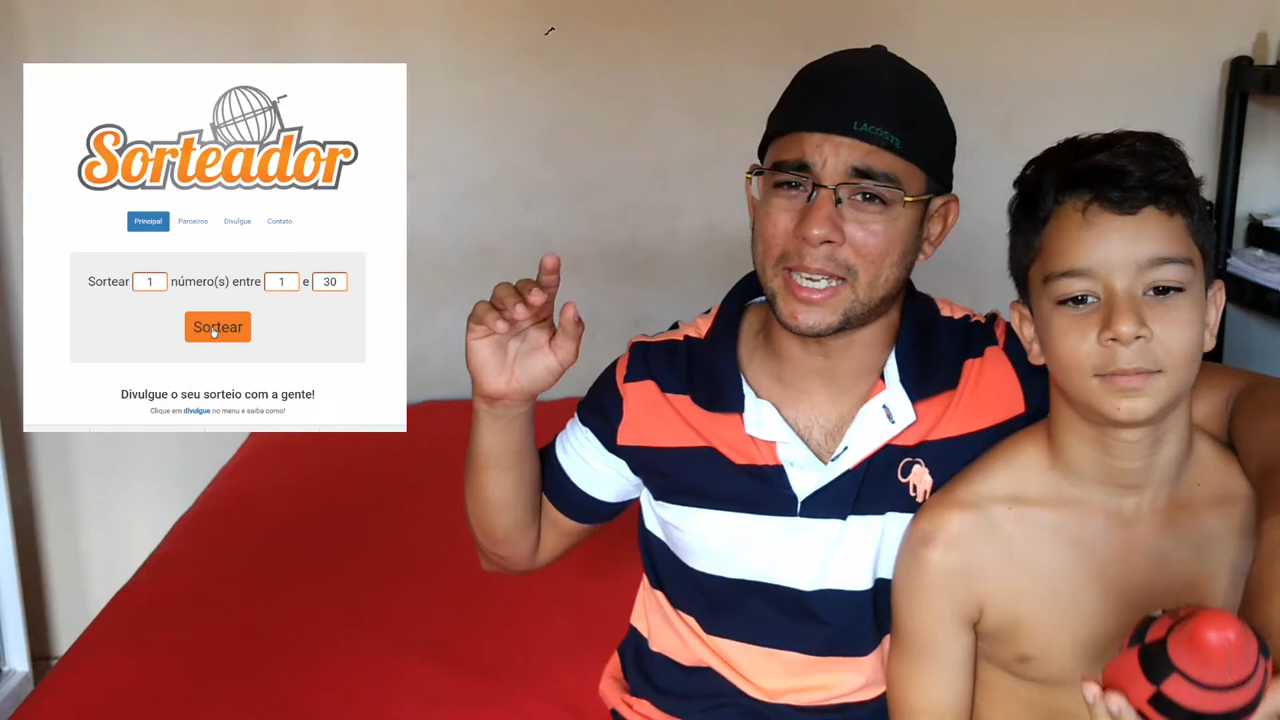 Sorteador
Principal Parceiros Divulgue Contato
Sortear 1 número(s) entre 1 e 30
Sortear
Divulgue o seu sorteio com a gente!
Clique em divulgue no menu e saiba como!
LACOSTE